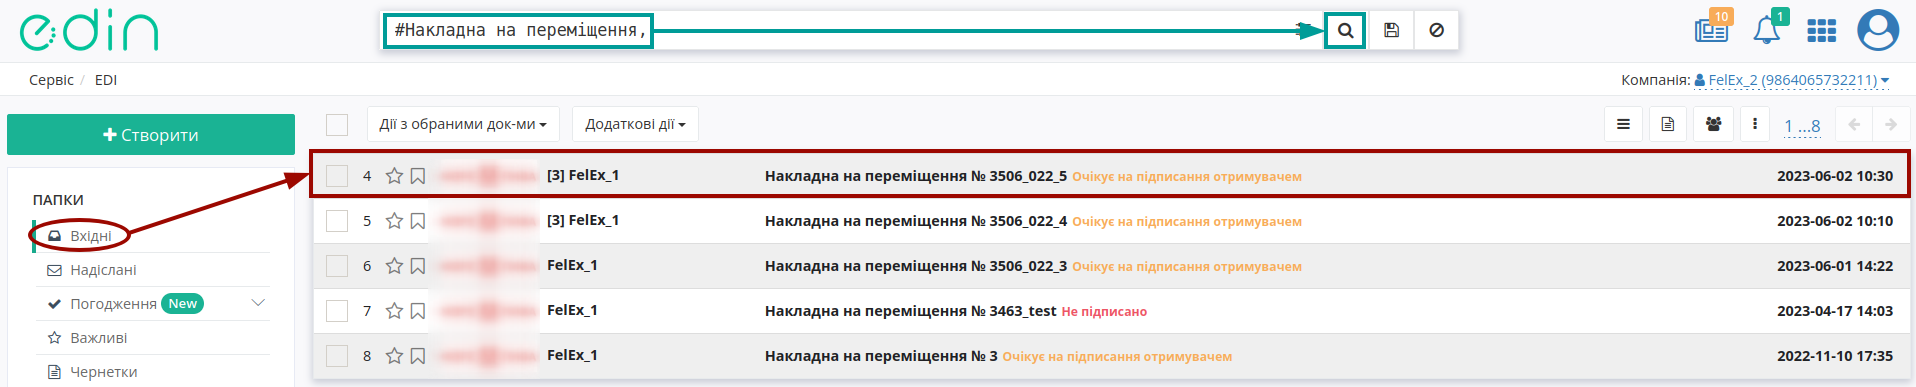 edin
#Накладна на переміщення,
10
1
Сервіс / EDI
Компанія: FelEx_2 (9864065732211)
Створити
Дії з обраними док-ми
Додаткові дії
1 ...8
ПАПКИ
Вхідні
Надіслані
Погодження New
Важливі
Чернетки
4 [3] FelEx_1 Накладна на переміщення № 3506_022_5 Очікує на підписання отримувачем 2023-06-02 10:30
5 [3] FelEx_1 Накладна на переміщення № 3506_022_4 Очікує на підписання отримувачем 2023-06-02 10:10
6 FelEx_1 Накладна на переміщення № 3506_022_3 Очікує на підписання отримувачем 2023-06-01 14:22
7 FelEx_1 Накладна на переміщення № 3463_test Не підписано 2023-04-17 14:03
8 FelEx_1 Накладна на переміщення № 3 Очікує на підписання отримувачем 2022-11-10 17:35